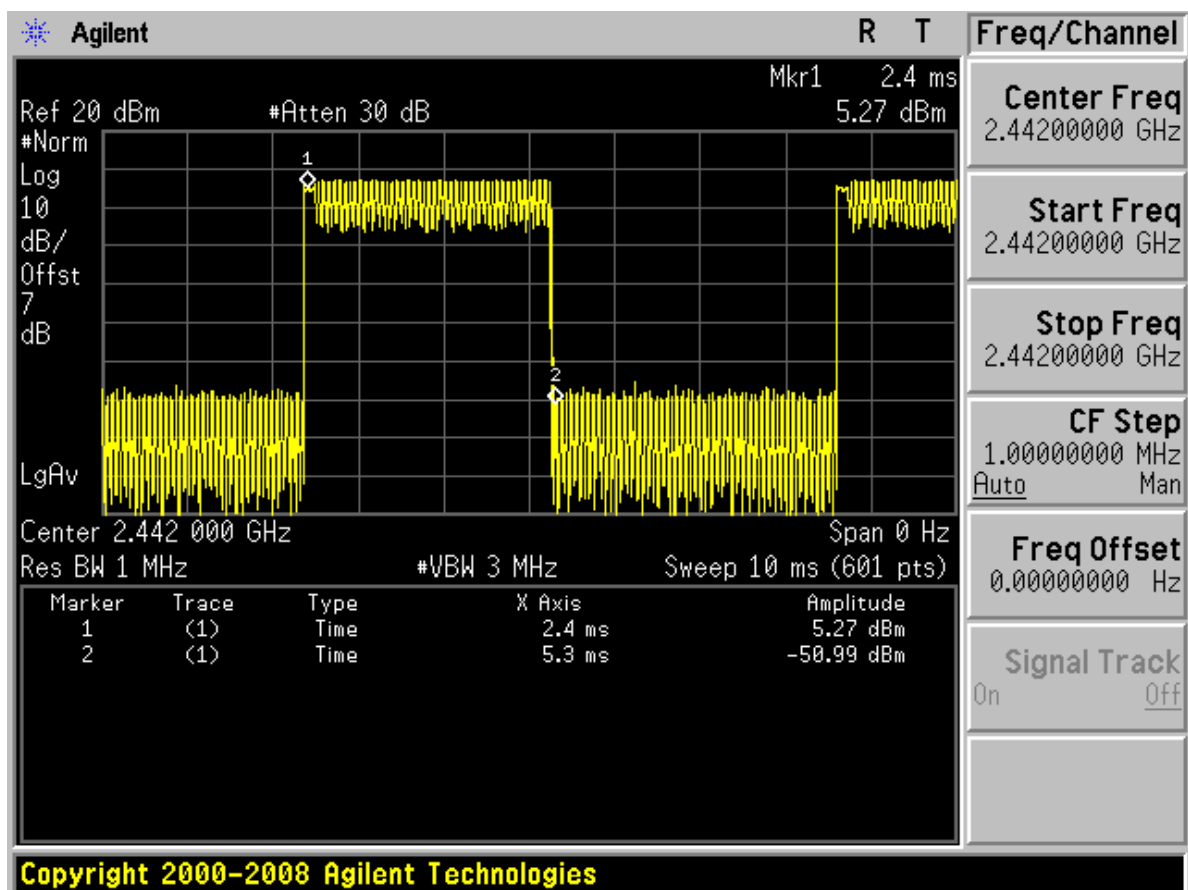 Agilent R T
Mkr1 2.4 ms
Ref 20 dBm #Atten 30 dB 5.27 dBm
#Norm
Log
10
dB/
Offst
7
dB
LgAv
1
2
Center 2.442 000 GHz Span 0 Hz
Res BW 1 MHz #VBW 3 MHz Sweep 10 ms (601 pts)
Marker Trace Type X Axis Amplitude
1 (1) Time 2.4 ms 5.27 dBm
2 (1) Time 5.3 ms -50.99 dBm
Freq/Channel
Center Freq
2.44200000 GHz
Start Freq
2.44200000 GHz
Stop Freq
2.44200000 GHz
CF Step
1.00000000 MHz
Auto Man
Freq Offset
0.00000000 Hz
Signal Track
On Off
Copyright 2000-2008 Agilent Technologies